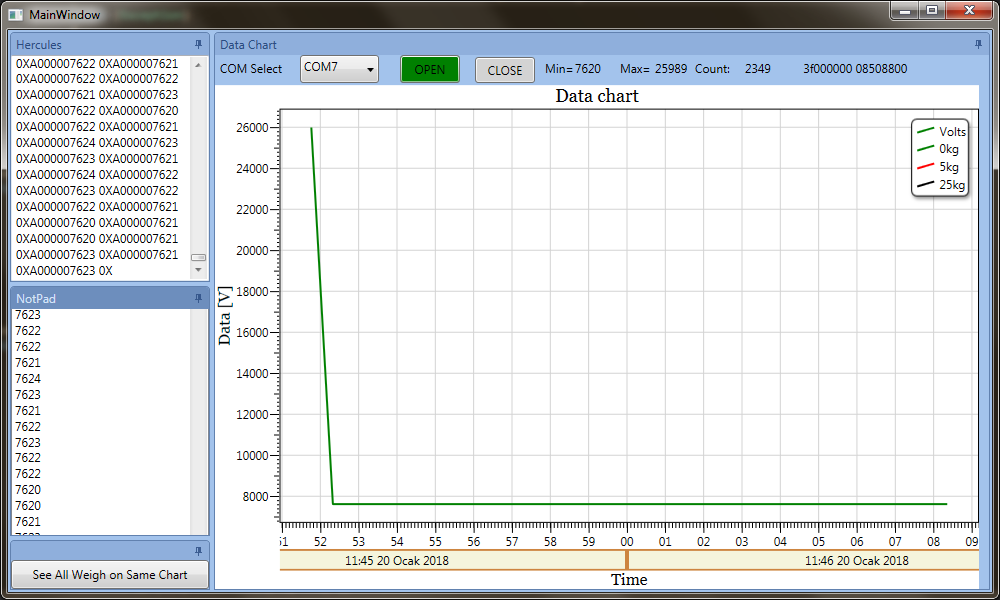 MainWindow
Hercules
0XA000007622 0XA000007621
0XA000007622 0XA000007622
0XA000007621 0XA000007623
0XA000007622 0XA000007620
0XA000007622 0XA000007621
0XA000007624 0XA000007623
0XA000007623 0XA000007621
0XA000007624 0XA000007622
0XA000007623 0XA000007622
0XA000007622 0XA000007621
0XA000007620 0XA000007621
0XA000007620 0XA000007621
0XA000007623 0XA000007621
0XA000007623 0X
NotPad
7623
7622
7622
7621
7624
7623
7621
7622
7623
7622
7622
7620
7620
7621
See All Weigh on Same Chart
Data Chart
COM Select COM7 OPEN CLOSE Min= 7620 Max= 25989 Count: 2349 3f000000 08508800
Data chart
Volts
0kg
5kg
25kg
Data [V]
26000
24000
22000
20000
18000
16000
14000
12000
10000
8000
51 52 53 54 55 56 57 58 59 00 01 02 03 04 05 06 07 08 09
11:45 20 Ocak 2018 11:46 20 Ocak 2018
Time